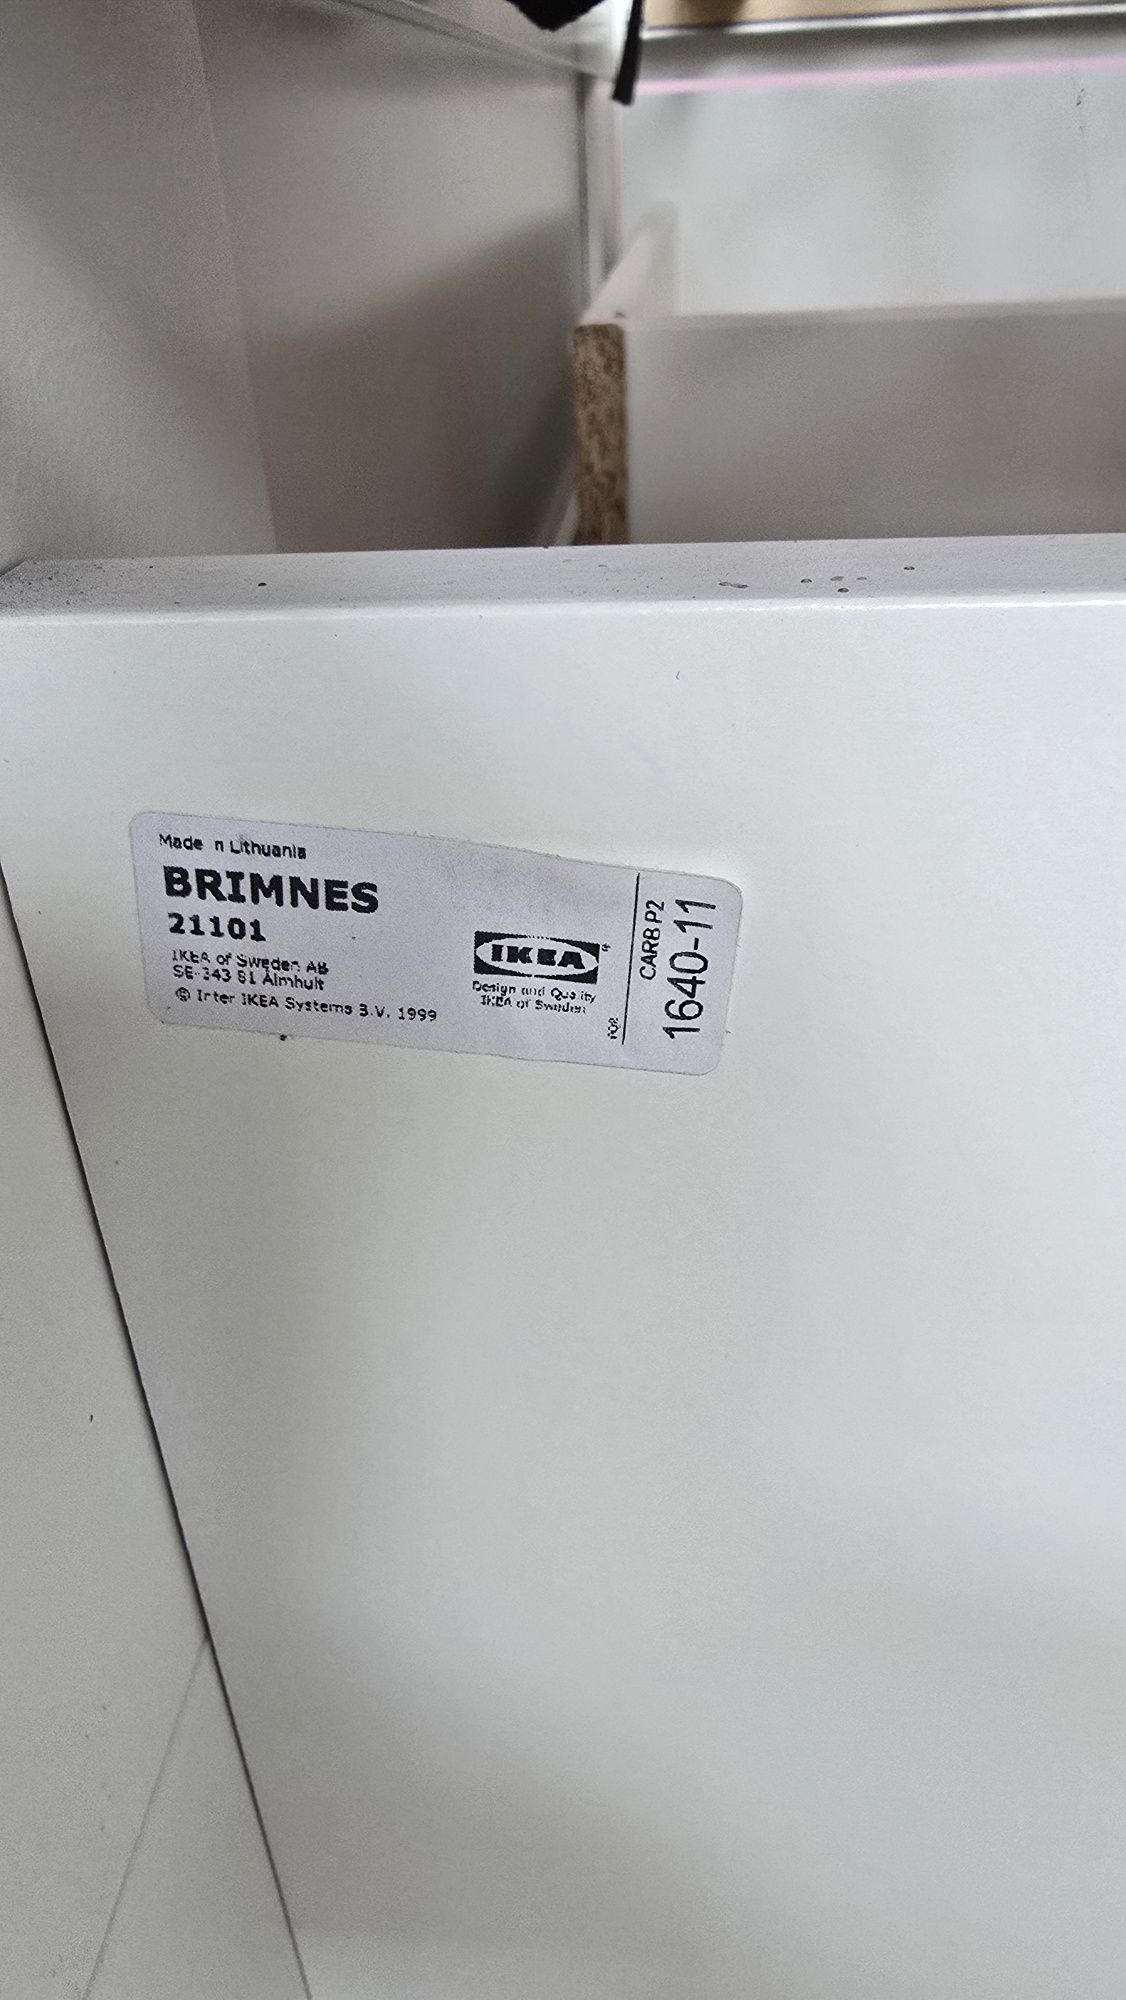 Made n Lithuania
BRIMNES
21101
IKEA of Sweden AB
SE-343 81 Älmhult
© Inter IKEA Systems B.V. 1999
IKEA
Design and Quality
IKEA of Sweden
CARB P2
1640-11